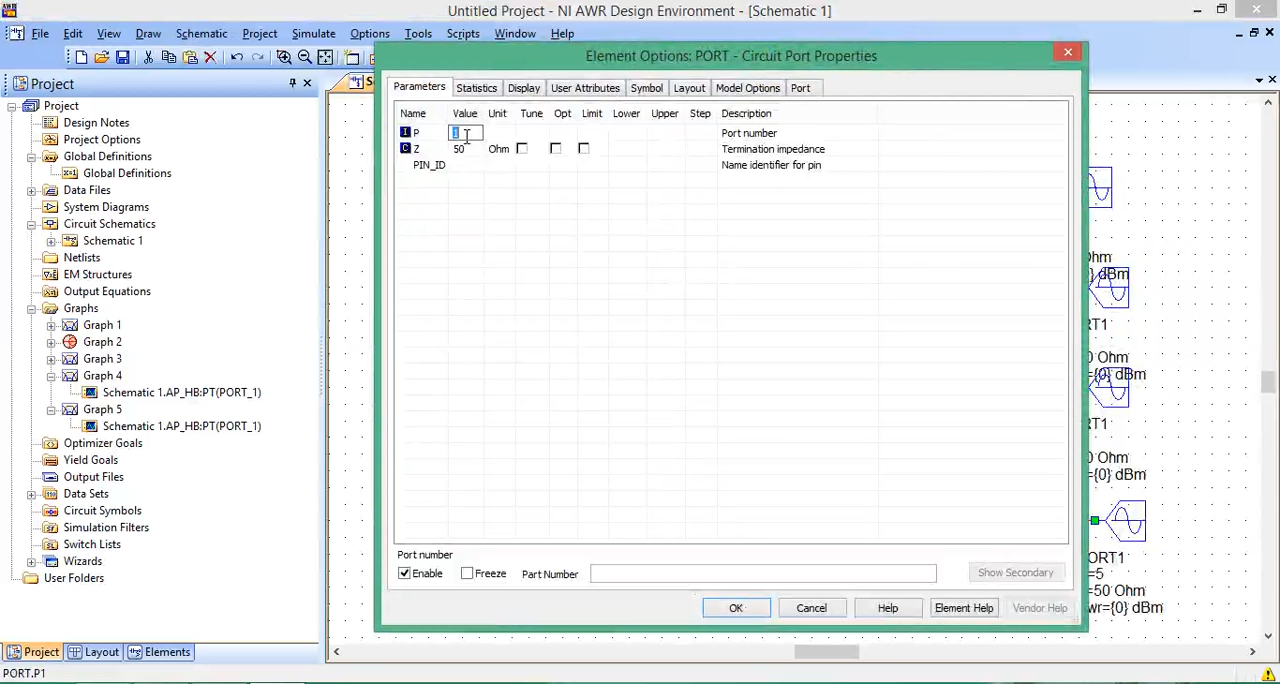 Untitled Project - NI AWR Design Environment - [Schematic 1]
File Edit View Draw Schematic Project Simulate Options Tools Scripts Window Help
Project
Project
Design Notes
Project Options
Global Definitions
Global Definitions
Data Files
System Diagrams
Circuit Schematics
Schematic 1
Netlists
EM Structures
Output Equations
Graphs
Graph 1
Graph 2
Graph 3
Graph 4
Schematic 1.AP_HB:PT(PORT_1)
Graph 5
Schematic 1.AP_HB:PT(PORT_1)
Optimizer Goals
Yield Goals
Output Files
Data Sets
Circuit Symbols
Simulation Filters
Switch Lists
Wizards
User Folders
Project Layout Elements
PORT.P1
Element Options: PORT - Circuit Port Properties
Parameters Statistics Display User Attributes Symbol Layout Model Options Port
Name Value Unit Tune Opt Limit Lower Upper Step Description
P 1 Port number
Z 50 Ohm Termination impedance
PIN_ID Name identifier for pin
Port number
Enable Freeze Part Number Show Secondary
OK Cancel Help Element Help Vendor Help
Ohm
} dBm
RT1
0 Ohm
={0} dBm
RT1
0 Ohm
={0} dBm
ORT1
=5
=50 Ohm
wr={0} dBm